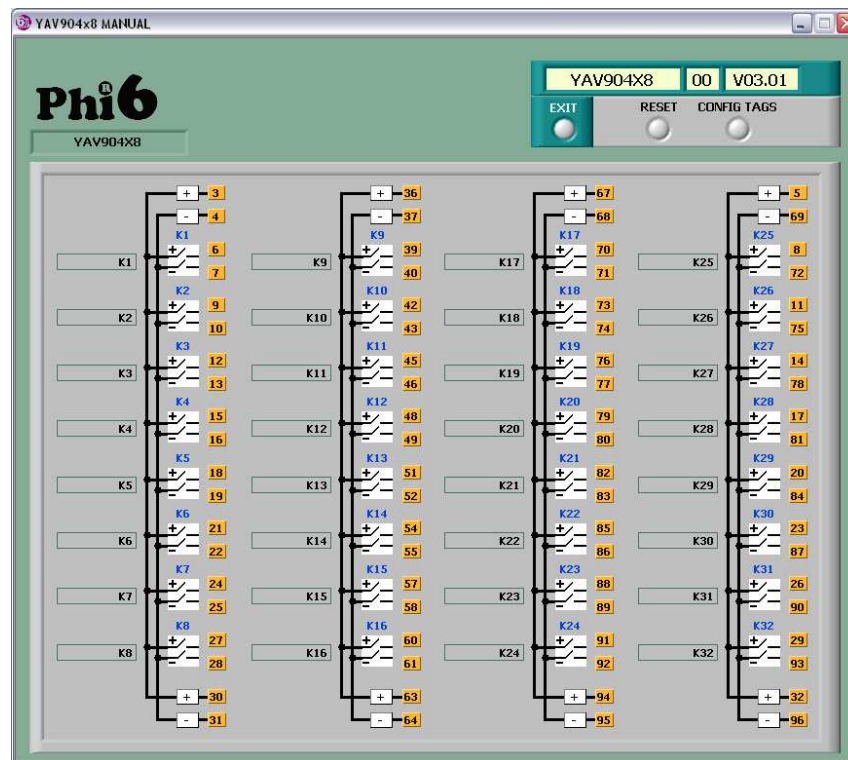 YAV904x8 MANUAL
Phi6®
YAV904X8
YAV904X8 00 V03.01
EXIT RESET CONFIG TAGS
+ 3 + 36 + 67 + 5
- 4 - 37 - 68 - 69
K1 K9 K17 K25
K1 + 6 K9 + 39 K17 + 70 K25 + 8
- 7 - 40 - 71 - 72
K2 K10 K18 K26
K2 + 9 K10 + 42 K18 + 73 K26 + 11
- 10 - 43 - 74 - 75
K3 K11 K19 K27
K3 + 12 K11 + 45 K19 + 76 K27 + 14
- 13 - 46 - 77 - 78
K4 K12 K20 K28
K4 + 15 K12 + 48 K20 + 79 K28 + 17
- 16 - 49 - 80 - 81
K5 K13 K21 K29
K5 + 18 K13 + 51 K21 + 82 K29 + 20
- 19 - 52 - 83 - 84
K6 K14 K22 K30
K6 + 21 K14 + 54 K22 + 85 K30 + 23
- 22 - 55 - 86 - 87
K7 K15 K23 K31
K7 + 24 K15 + 57 K23 + 88 K31 + 26
- 25 - 58 - 89 - 90
K8 K16 K24 K32
K8 + 27 K16 + 60 K24 + 91 K32 + 29
- 28 - 61 - 92 - 93
+ 30 + 63 + 94 + 32
- 31 - 64 - 95 - 96